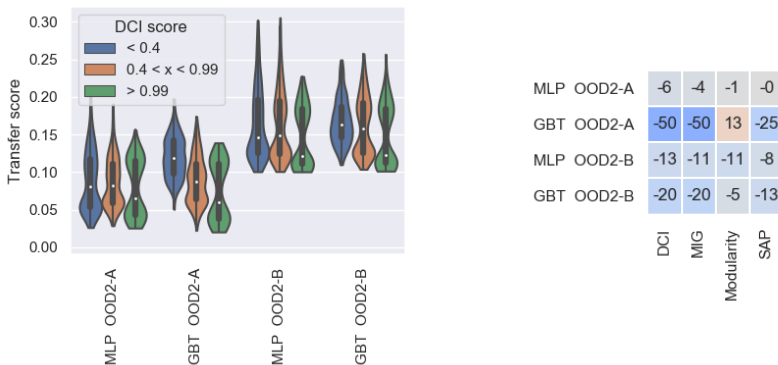 DCI score
< 0.4
0.4 < x < 0.99
> 0.99
Transfer score
0.30
0.25
0.20
0.15
0.10
0.05
0.00
MLP OOD2-A
GBT OOD2-A
MLP OOD2-B
GBT OOD2-B
MLP OOD2-A -6 -4 -1 -0
GBT OOD2-A -50 -50 13 -25
MLP OOD2-B -13 -11 -11 -8
GBT OOD2-B -20 -20 -5 -13
DCI
MIG
Modularity
SAP